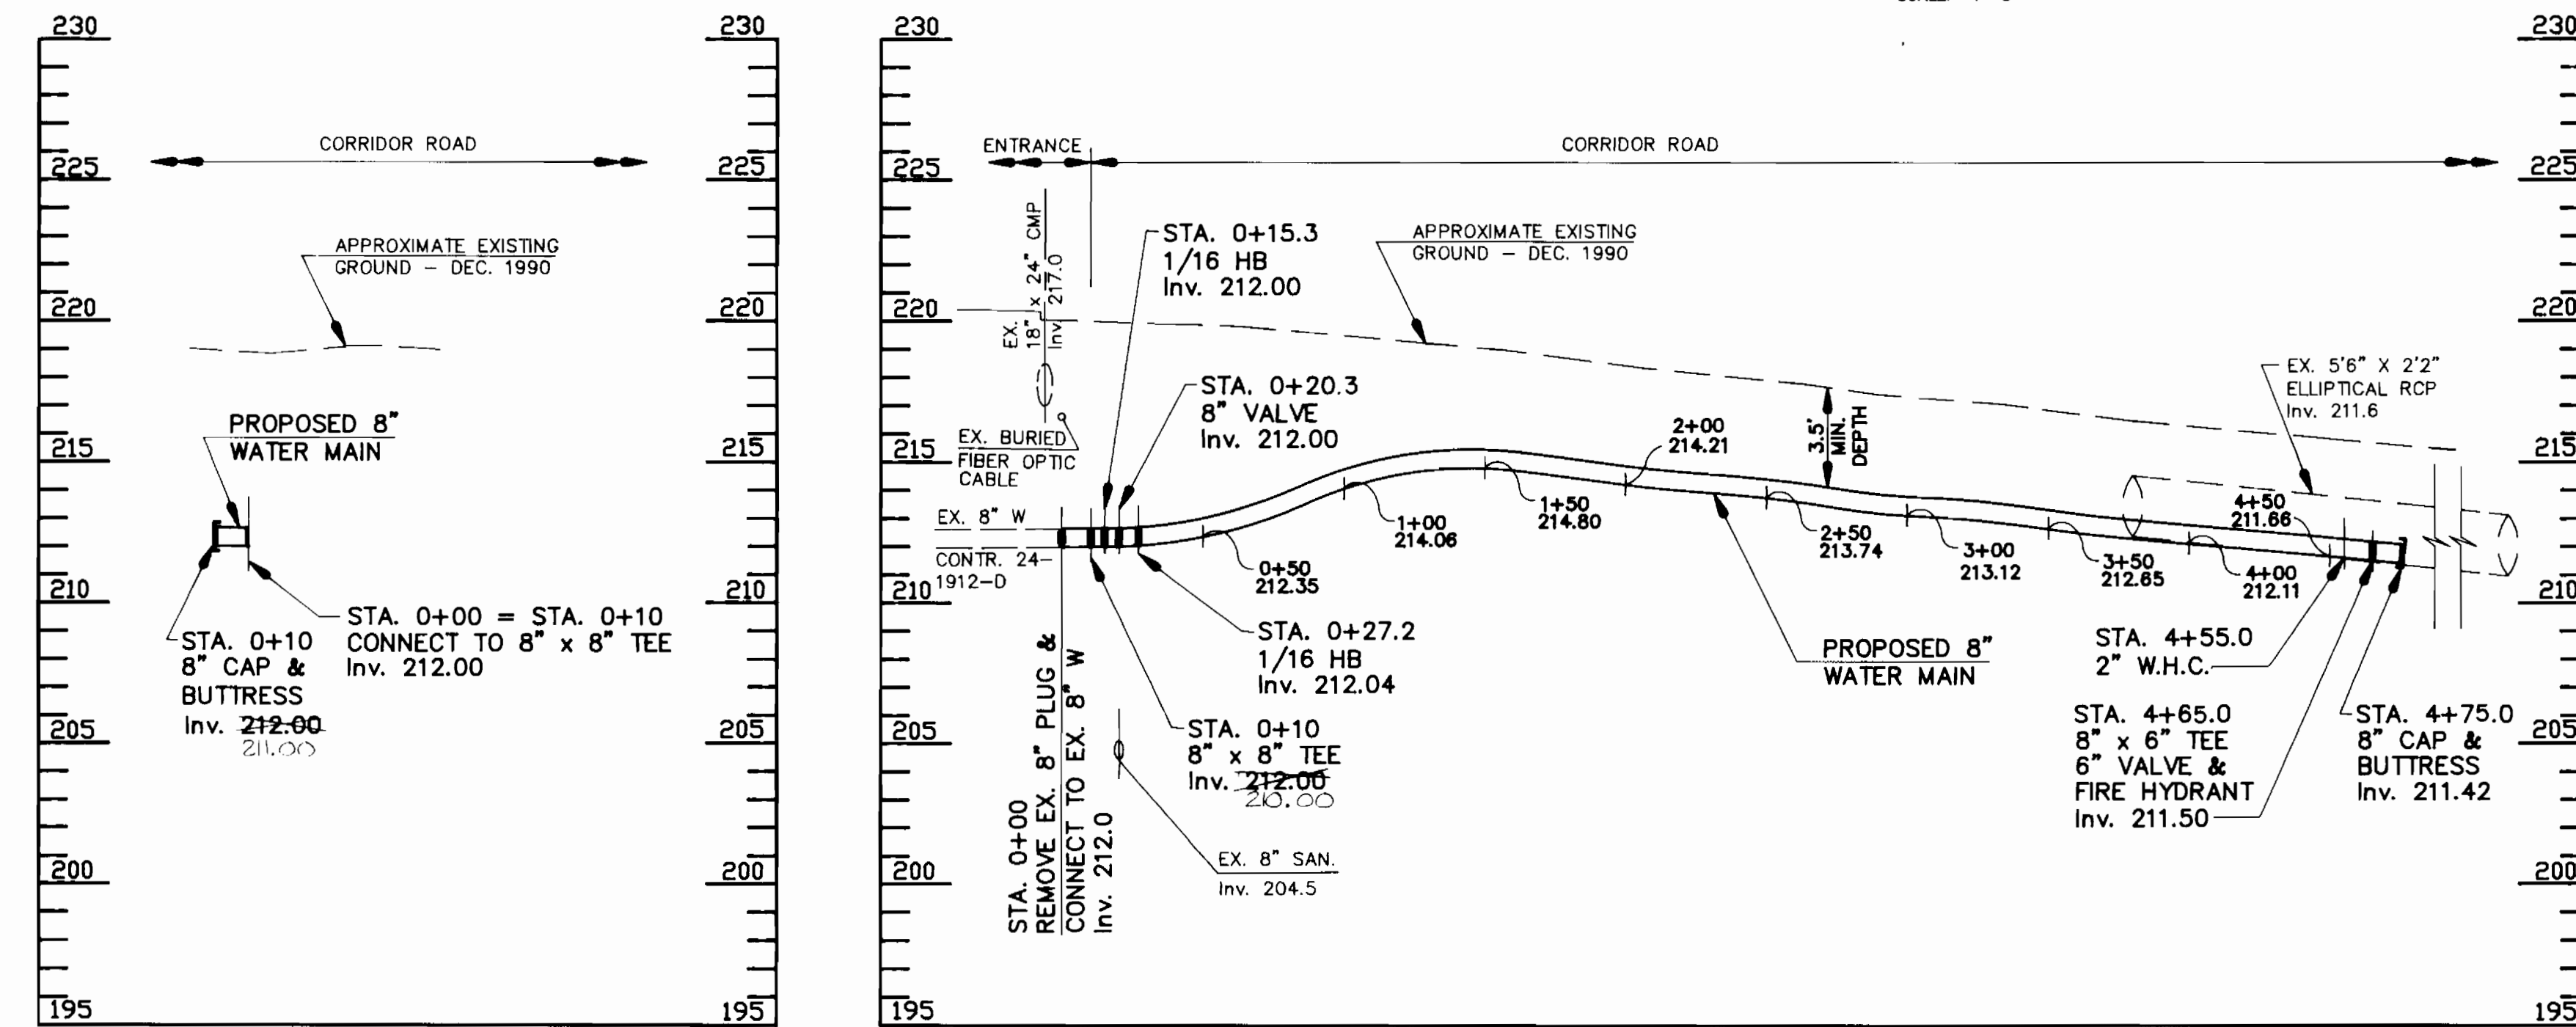 230
225
220
215
210
205
200
195
CORRIDOR ROAD
APPROXIMATE EXISTING
GROUND – DEC. 1990
PROPOSED 8"
WATER MAIN
STA. 0+10
8" CAP &
BUTTRESS
Inv. 212.00
211.00
STA. 0+00 = STA. 0+10
CONNECT TO 8" x 8" TEE
Inv. 212.00
230
225
220
215
210
205
200
195
230
225
220
215
210
205
200
195
ENTRANCE
CORRIDOR ROAD
EX.
18" x 24" CMP
Inv. 217.0
STA. 0+15.3
1/16 HB
Inv. 212.00
APPROXIMATE EXISTING
GROUND – DEC. 1990
STA. 0+20.3
8" VALVE
Inv. 212.00
EX. BURIED
FIBER OPTIC
CABLE
EX. 8" W
CONTR. 24-
1912-D
0+50
212.35
1+00
214.06
1+50
214.80
2+00
214.21
2+50
213.74
3+00
213.12
3+50
212.65
4+00
212.11
4+50
211.66
3.5'
MIN.
DEPTH
EX. 5'6" X 2'2"
ELLIPTICAL RCP
Inv. 211.6
STA. 0+27.2
1/16 HB
Inv. 212.04
STA. 0+10
8" x 8" TEE
Inv. 212.00
210.00
STA. 0+00
REMOVE EX. 8" PLUG &
CONNECT TO EX. 8" W
Inv. 212.0
EX. 8" SAN.
Inv. 204.5
PROPOSED 8"
WATER MAIN
STA. 4+55.0
2" W.H.C.
STA. 4+65.0
8" x 6" TEE
6" VALVE &
FIRE HYDRANT
Inv. 211.50
STA. 4+75.0
8" CAP &
BUTTRESS
Inv. 211.42
230
225
220
215
210
205
200
195